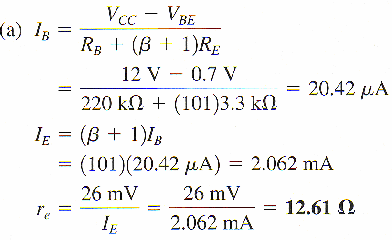 (a) I_B = (V_CC − V_BE) / (R_B + (β + 1)R_E)
= (12 V − 0.7 V) / (220 kΩ + (101)3.3 kΩ) = 20.42 μA
I_E = (β + 1)I_B
= (101)(20.42 μA) = 2.062 mA
r_e = 26 mV / I_E = 26 mV / 2.062 mA = 12.61 Ω